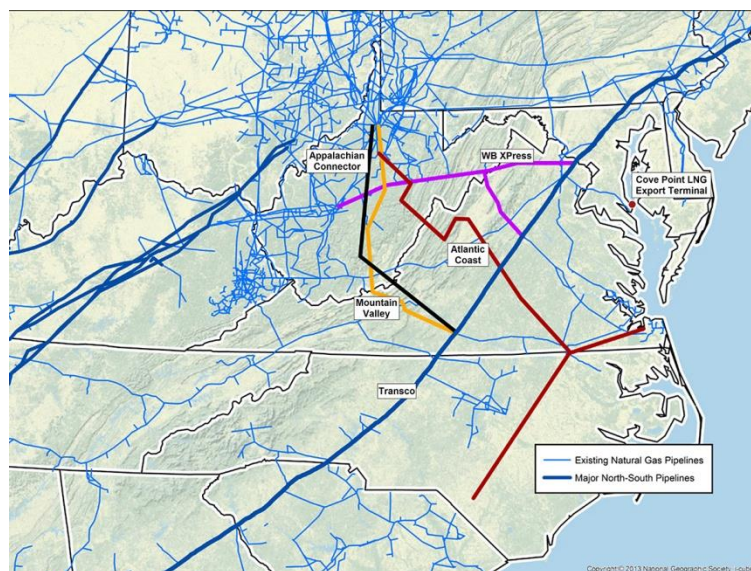 Appalachian
Connector
WB XPress
Cove Point LNG
Export Terminal
Atlantic
Coast
Mountain
Valley
Transco
Existing Natural Gas Pipelines
Major North-South Pipelines
Copyright:© 2013 National Geographic Society, i-cubed